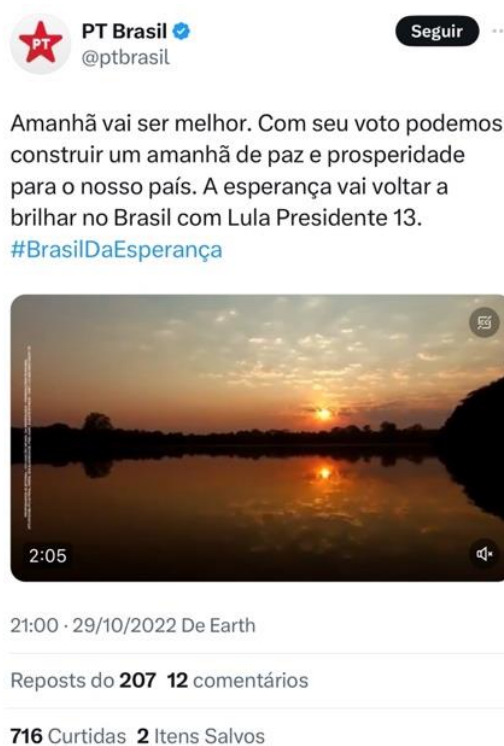 PT
PT Brasil
@ptbrasil
Seguir
Amanhã vai ser melhor. Com seu voto podemos
construir um amanhã de paz e prosperidade
para o nosso país. A esperança vai voltar a
brilhar no Brasil com Lula Presidente 13.
#BrasilDaEsperança
2:05
21:00 · 29/10/2022 De Earth
Reposts do 207 12 comentários
716 Curtidas 2 Itens Salvos